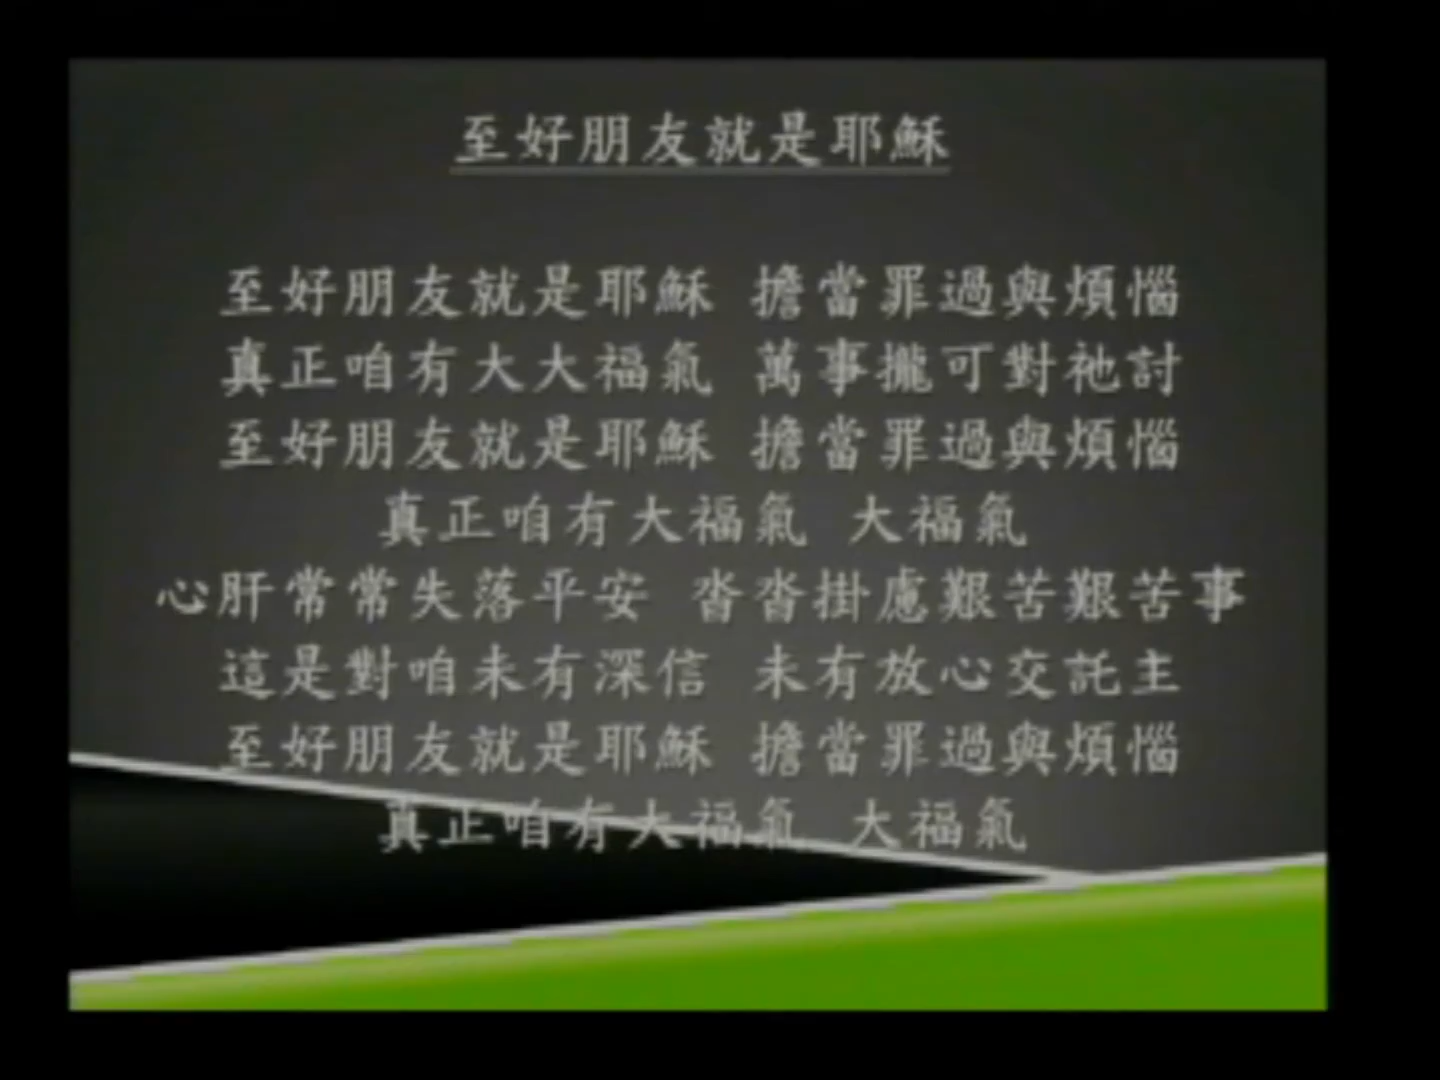 至好朋友就是耶穌
至好朋友就是耶穌 擔當罪過與煩惱
真正咱有大大福氣 萬事攏可對祂討
至好朋友就是耶穌 擔當罪過與煩惱
真正咱有大福氣 大福氣
心肝常常失落平安 沓沓掛慮艱苦艱苦事
這是對咱未有深信 未有放心交託主
至好朋友就是耶穌 擔當罪過與煩惱
真正咱有大福氣 大福氣